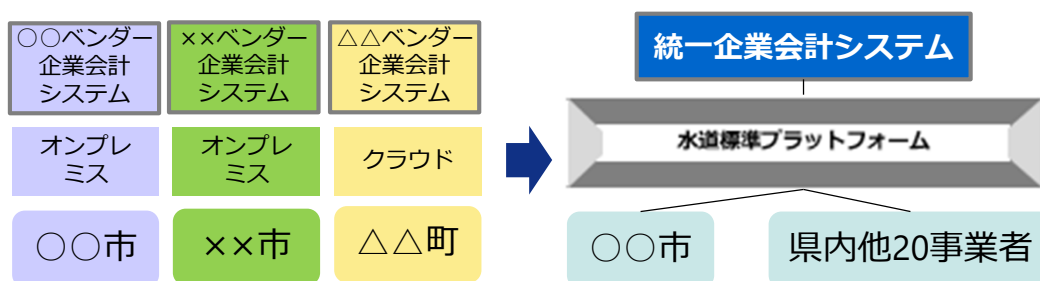 ○○ベンダー
企業会計
システム
××ベンダー
企業会計
システム
△△ベンダー
企業会計
システム
オンプレ
ミス
オンプレ
ミス
クラウド
○○市
××市
△△町
統一企業会計システム
水道標準プラットフォーム
○○市
県内他20事業者